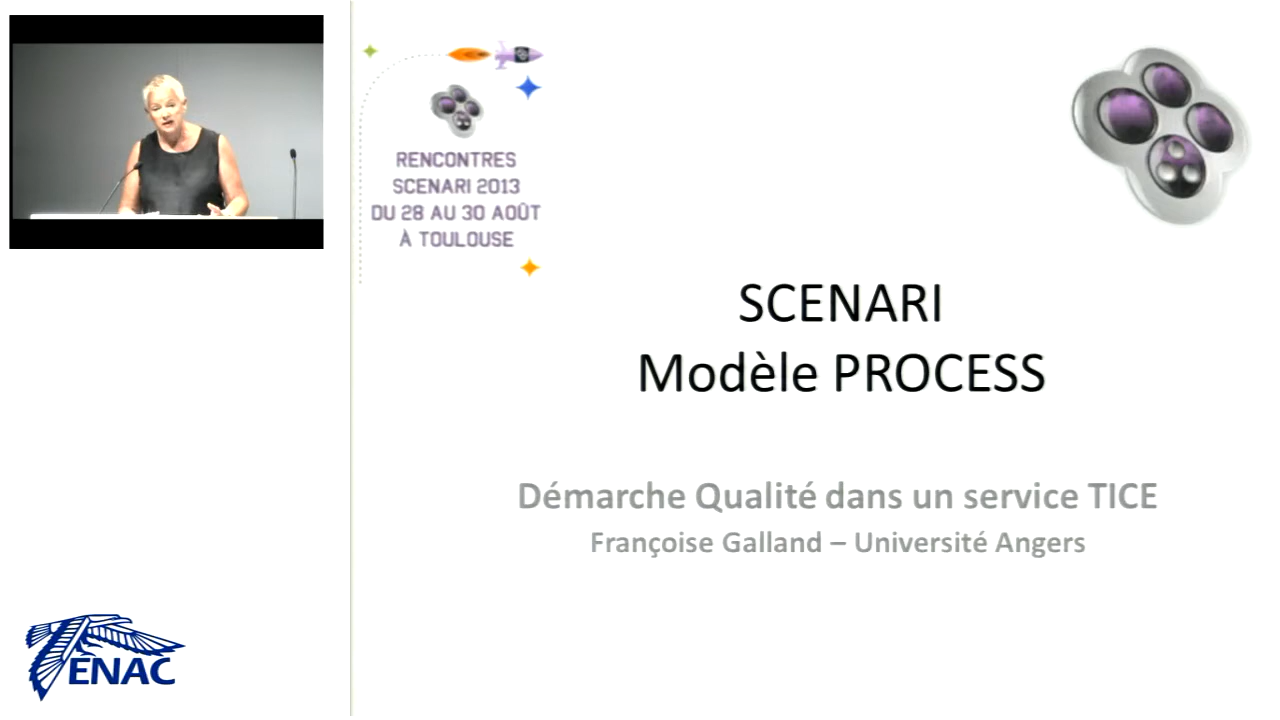 RENCONTRES
SCENARI 2013
DU 28 AU 30 AOÛT
À TOULOUSE
SCENARI
Modèle PROCESS
Démarche Qualité dans un service TICE
Françoise Galland – Université Angers
ENAC